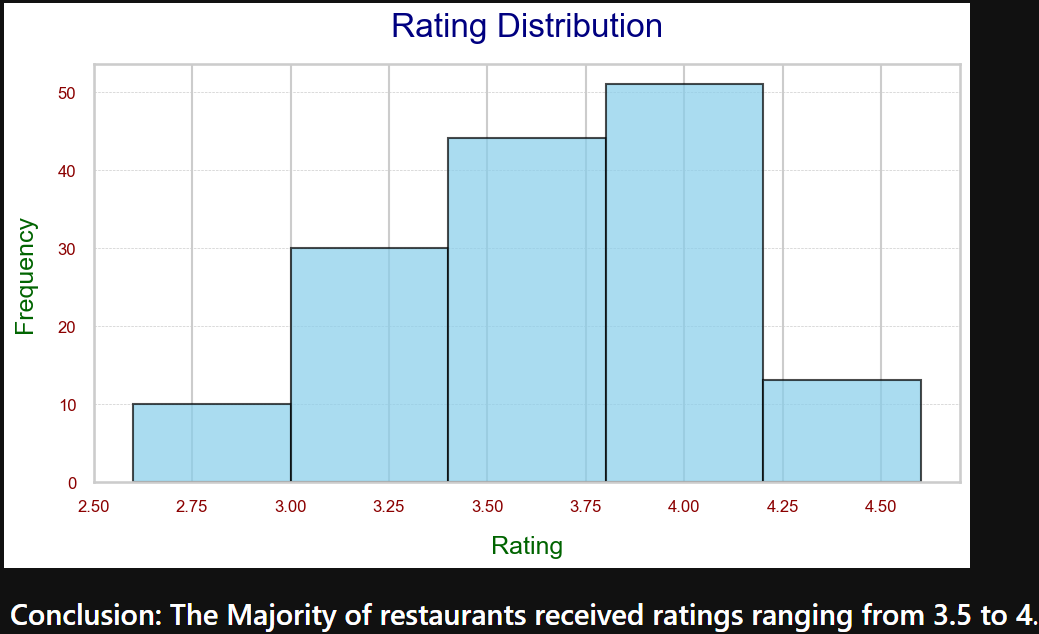 Rating Distribution
Frequency
50
40
30
20
10
0
2.50 2.75 3.00 3.25 3.50 3.75 4.00 4.25 4.50
Rating
Conclusion: The Majority of restaurants received ratings ranging from 3.5 to 4.